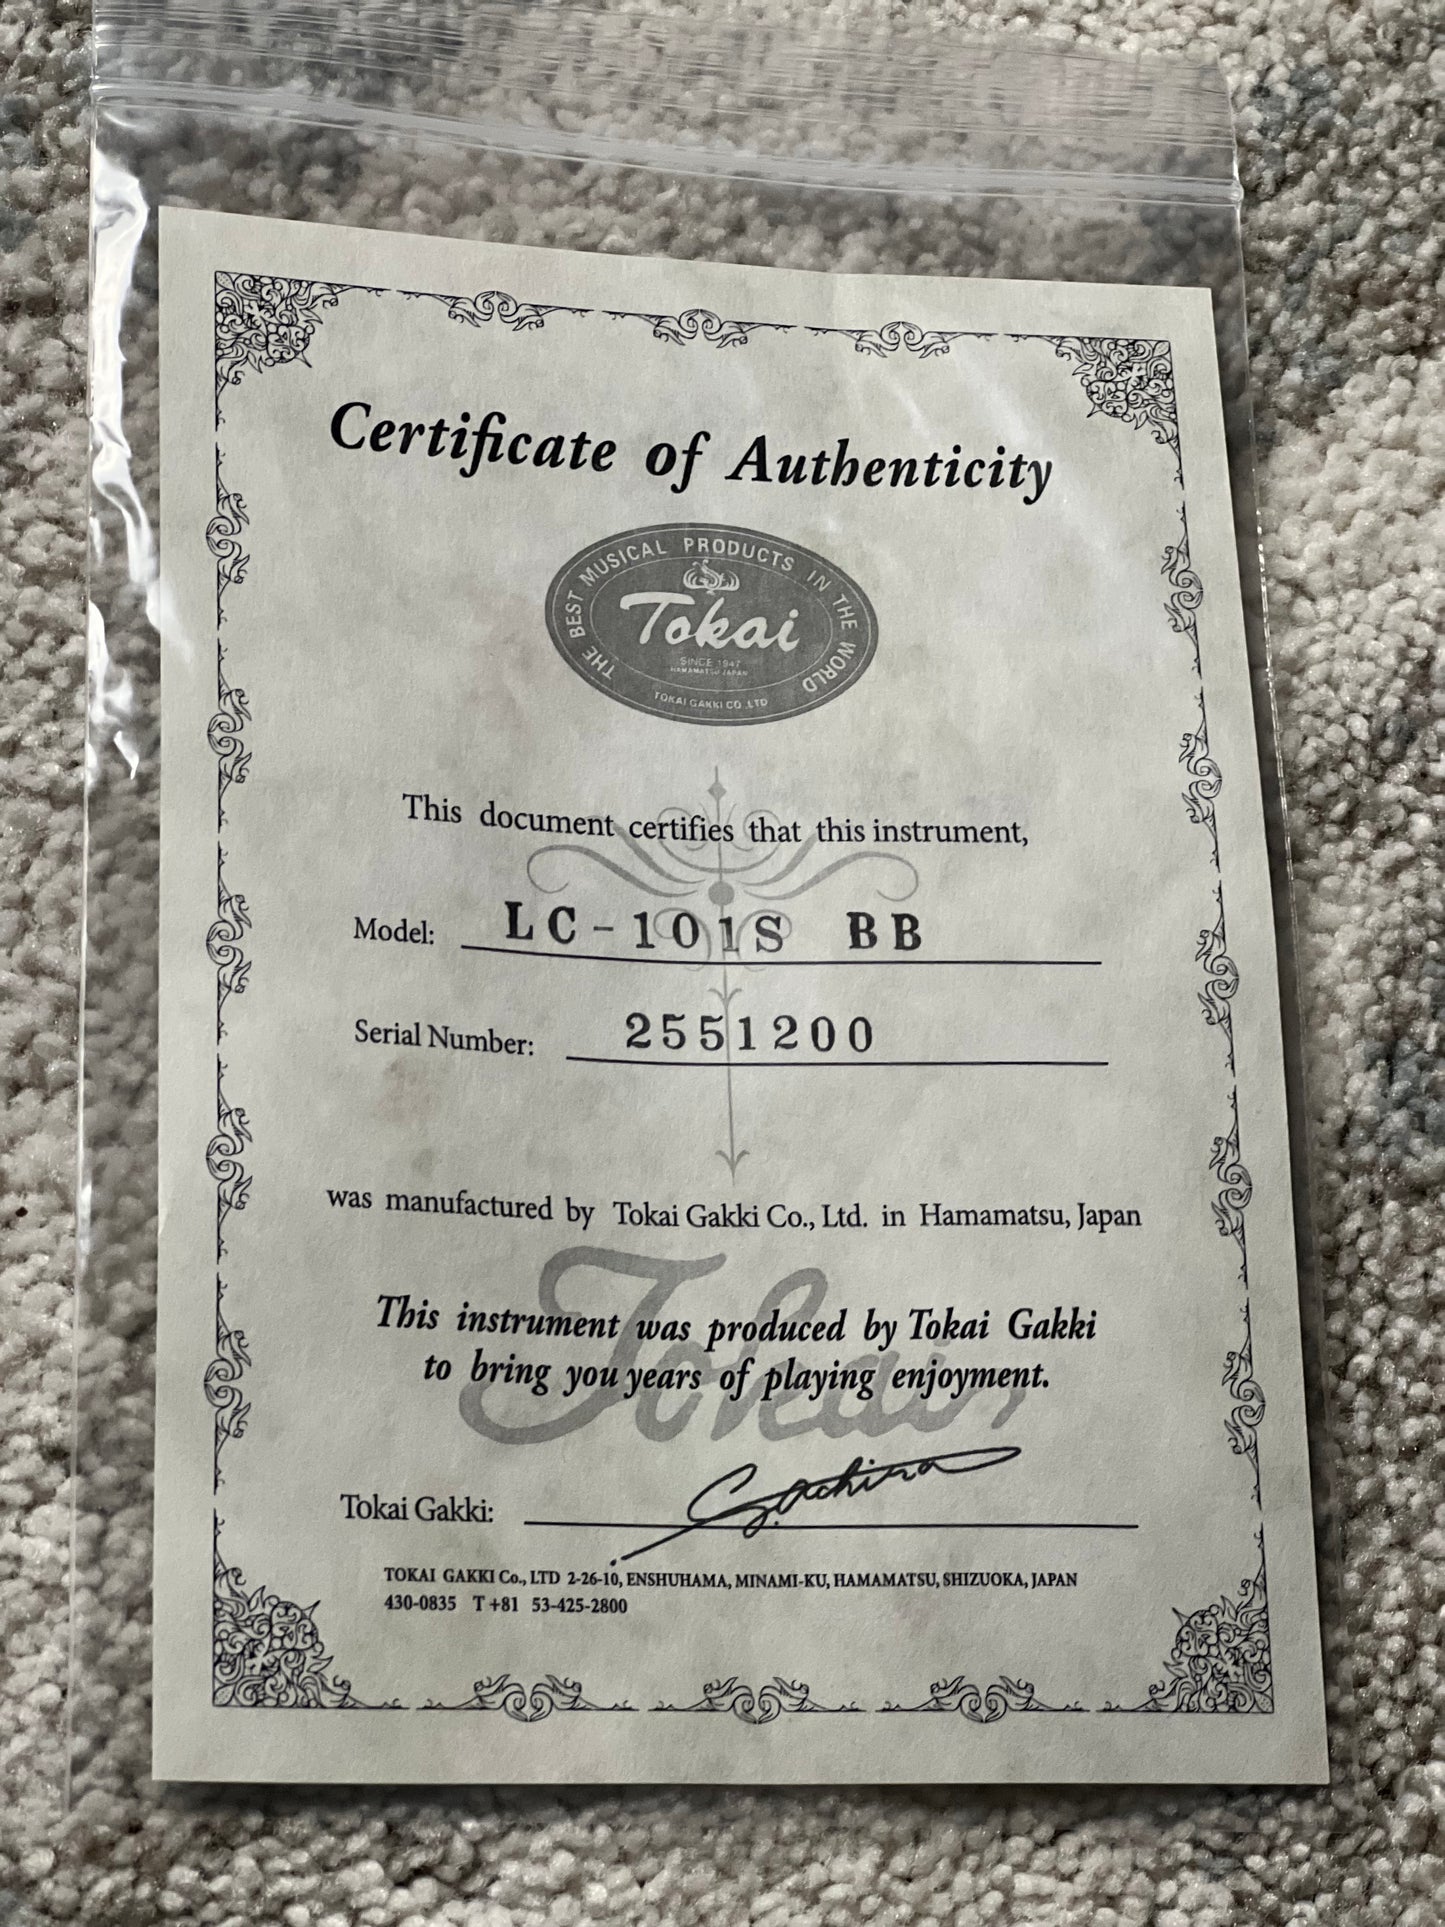 Certificate of Authenticity
THE BEST MUSICAL PRODUCTS IN THE WORLD
Tokai
SINCE 1947
HAMAMATSU JAPAN
TOKAI GAKKI CO.,LTD
This document certifies that this instrument,
Model: LC-101S BB
Serial Number: 2551200
was manufactured by Tokai Gakki Co., Ltd. in Hamamatsu, Japan
Tokai
This instrument was produced by Tokai Gakki
to bring you years of playing enjoyment.
Tokai Gakki:
TOKAI GAKKI Co., LTD 2-26-10, ENSHUHAMA, MINAMI-KU, HAMAMATSU, SHIZUOKA, JAPAN
430-0835 T +81 53-425-2800